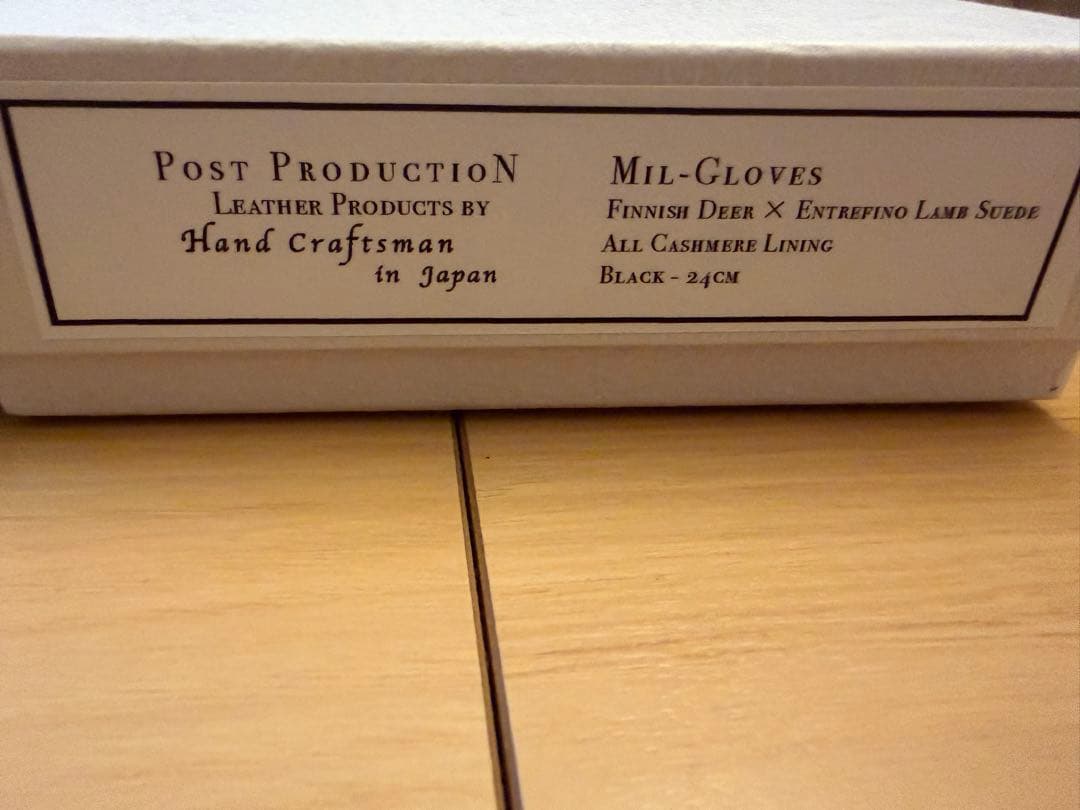 Post Production
Leather Products by
Hand Craftsman
in Japan
Mil-Gloves
Finnish Deer × Entrefino Lamb Suede
All Cashmere Lining
Black - 24cm